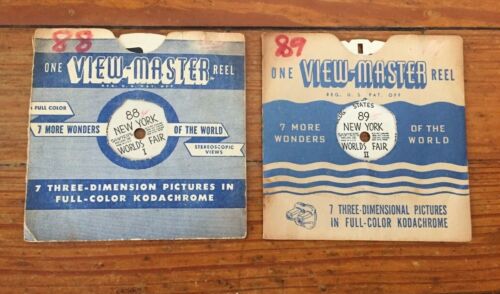 88
ONE VIEW-MASTER REEL
REG. U.S. PAT. OFF.
FULL COLOR
7 MORE WONDERS OF THE WORLD
STEREOSCOPIC VIEWS
88
NEW YORK
WORLDS FAIR
I
7 THREE-DIMENSION PICTURES IN
FULL-COLOR KODACHROME
89
ONE VIEW-MASTER REEL
REG. U.S. PAT. OFF
STATES
89
NEW YORK
WORLDS FAIR
II
7 MORE WONDERS OF THE WORLD
7 THREE-DIMENSIONAL PICTURES
IN FULL-COLOR KODACHROME